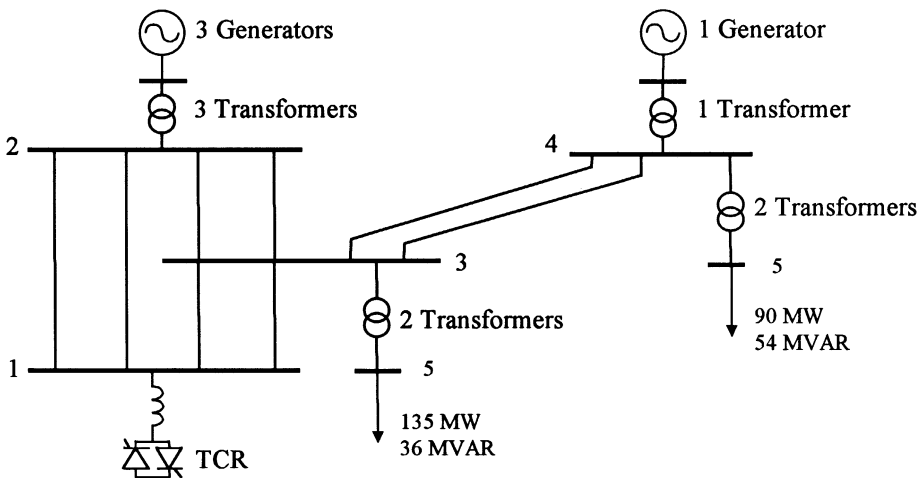 3 Generators
1 Generator
3 Transformers
1 Transformer
2
4
2 Transformers
3
5
2 Transformers
90 MW
54 MVAR
1
5
135 MW
36 MVAR
TCR